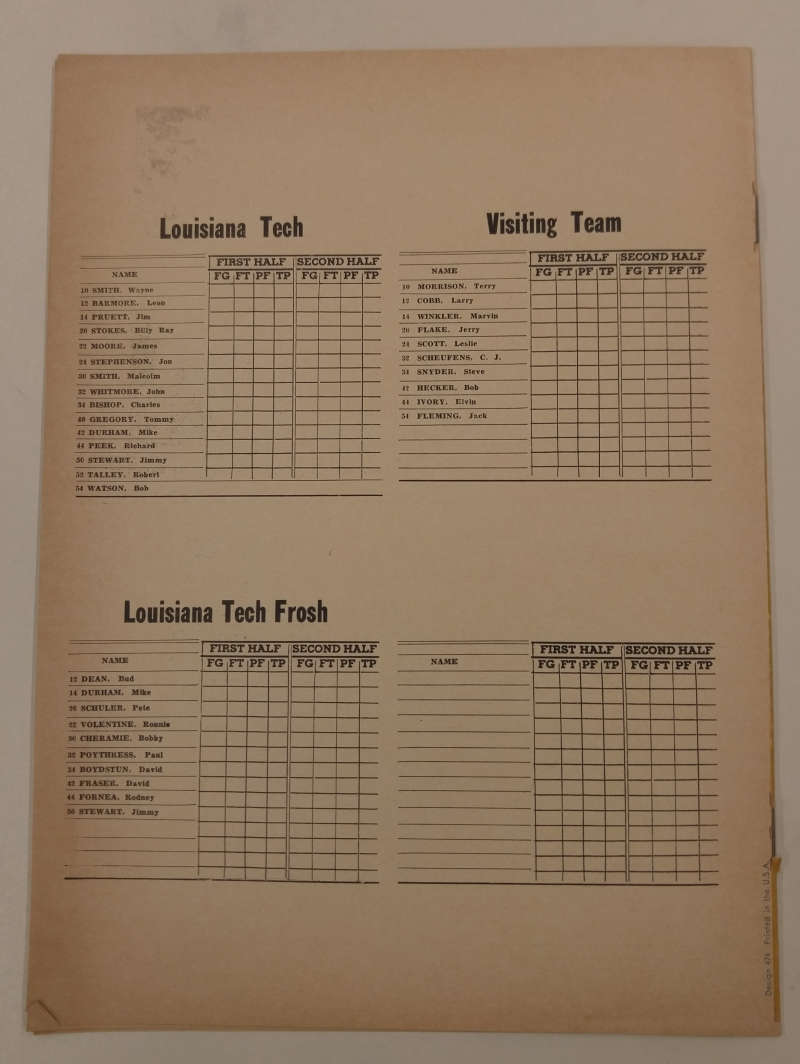 Louisiana Tech
FIRST HALF SECOND HALF
NAME FG FT PF TP FG FT PF TP
10 SMITH, Wayne
12 BARMORE, Leon
14 PRUETT, Jim
20 STOKES, Billy Ray
22 MOORE, James
24 STEPHENSON, Jon
30 SMITH, Malcolm
32 WHITMORE, John
34 BISHOP, Charles
40 GREGORY, Tommy
42 DURHAM, Mike
44 PEEK, Richard
50 STEWART, Jimmy
52 TALLEY, Robert
54 WATSON, Bob
Visiting Team
FIRST HALF SECOND HALF
NAME FG FT PF TP FG FT PF TP
10 MORRISON, Terry
12 COBB, Larry
14 WINKLER, Marvin
20 FLAKE, Jerry
24 SCOTT, Leslie
32 SCHEUFENS, C. J.
34 SNYDER, Steve
42 HECKER, Bob
44 IVORY, Elvin
54 FLEMING, Jack
Louisiana Tech Frosh
FIRST HALF SECOND HALF
NAME FG FT PF TP FG FT PF TP
12 DEAN, Bud
14 DURHAM, Mike
SCHULER, Pete
22 VOLENTINE, Ronnie
30 CHERAMIE, Bobby
32 POYTHRESS, Paul
34 BOYDSTUN, David
42 FRASER, David
44 FORNEA, Rodney
50 STEWART, Jimmy
FIRST HALF SECOND HALF
NAME FG FT PF TP FG FT PF TP
Design 474 Printed in the U.S.A.